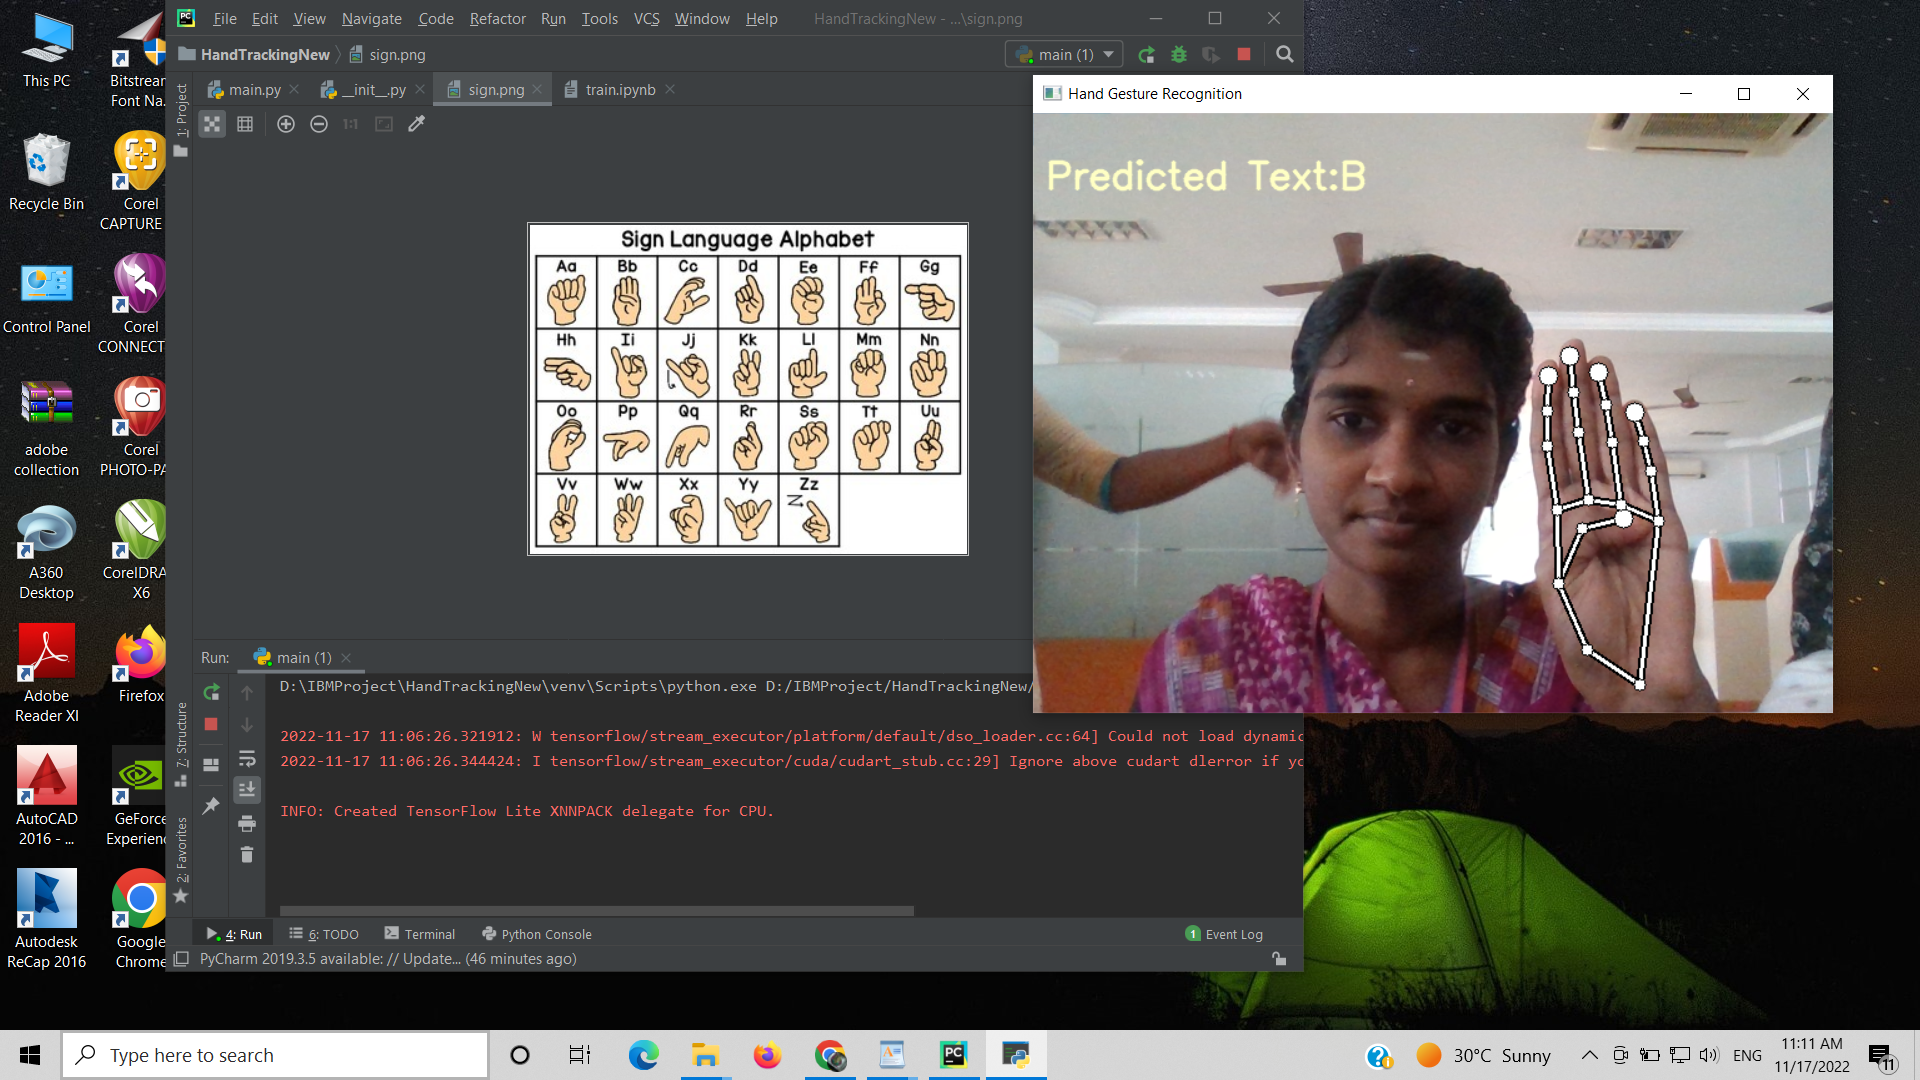 This PC
Bitstream
Font Na...
Recycle Bin
Corel
CAPTURE
Control Panel
Corel
CONNECT
adobe
collection
Corel
PHOTO-PA
A360
Desktop
CorelDRA
X6
Adobe
Reader XI
Firefox
AutoCAD
2016 - ...
GeForce
Experienc
Autodesk
ReCap 2016
Google
Chrome
PC File Edit View Navigate Code Refactor Run Tools VCS Window Help HandTrackingNew - ...\sign.png
HandTrackingNew sign.png main (1)
main.py __init__.py sign.png train.ipynb
1: Project
1:1
Sign Language Alphabet
Aa Bb Cc Dd Ee Ff Gg
Hh Ii Jj Kk Ll Mm Nn
Oo Pp Qq Rr Ss Tt Uu
Vv Ww Xx Yy Zz
Z
Hand Gesture Recognition
Predicted Text:B
Run: main (1)
7: Structure
2: Favorites
D:\IBMProject\HandTrackingNew\venv\Scripts\python.exe D:/IBMProject/HandTrackingNew/
2022-11-17 11:06:26.321912: W tensorflow/stream_executor/platform/default/dso_loader.cc:64] Could not load dynamic
2022-11-17 11:06:26.344424: I tensorflow/stream_executor/cuda/cudart_stub.cc:29] Ignore above cudart dlerror if yo
INFO: Created TensorFlow Lite XNNPACK delegate for CPU.
4: Run 6: TODO Terminal Python Console 1 Event Log
PyCharm 2019.3.5 available: // Update... (46 minutes ago)
Type here to search
PC
30°C Sunny
ENG
11:11 AM
11/17/2022
11